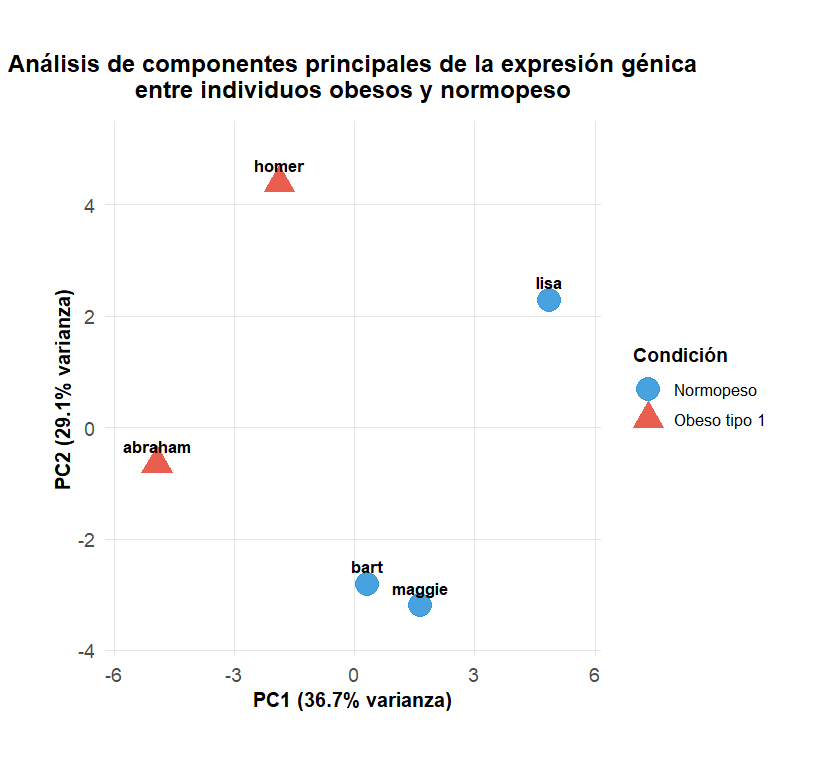 Análisis de componentes principales de la expresión génica
entre individuos obesos y normopeso
homer
lisa
abraham
bart
maggie
4
2
0
-2
-4
-6
-3
0
3
6
PC2 (29.1% varianza)
PC1 (36.7% varianza)
Condición
Normopeso
Obeso tipo 1